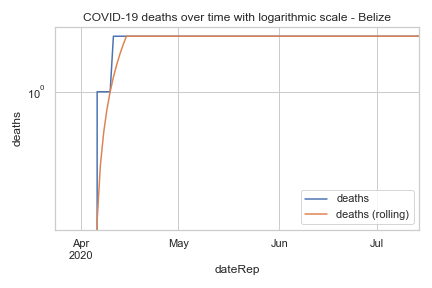 COVID-19 deaths over time with logarithmic scale - Belize
10⁰
deaths
deaths
deaths (rolling)
Apr
2020
May
Jun
Jul
dateRep